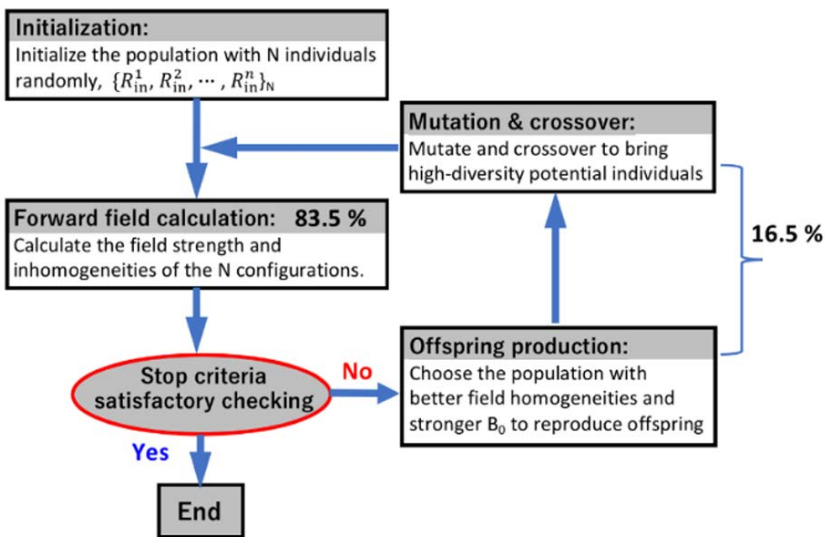 Initialization:
Initialize the population with N individuals
randomly, {R¹ᵢₙ, R²ᵢₙ, ⋯ , Rⁿᵢₙ}_N
Mutation & crossover:
Mutate and crossover to bring
high-diversity potential individuals
Forward field calculation: 83.5 %
Calculate the field strength and
inhomogeneities of the N configurations.
16.5 %
Offspring production:
Choose the population with
better field homogeneities and
stronger B₀ to reproduce offspring
Stop criteria
satisfactory checking
No
Yes
End